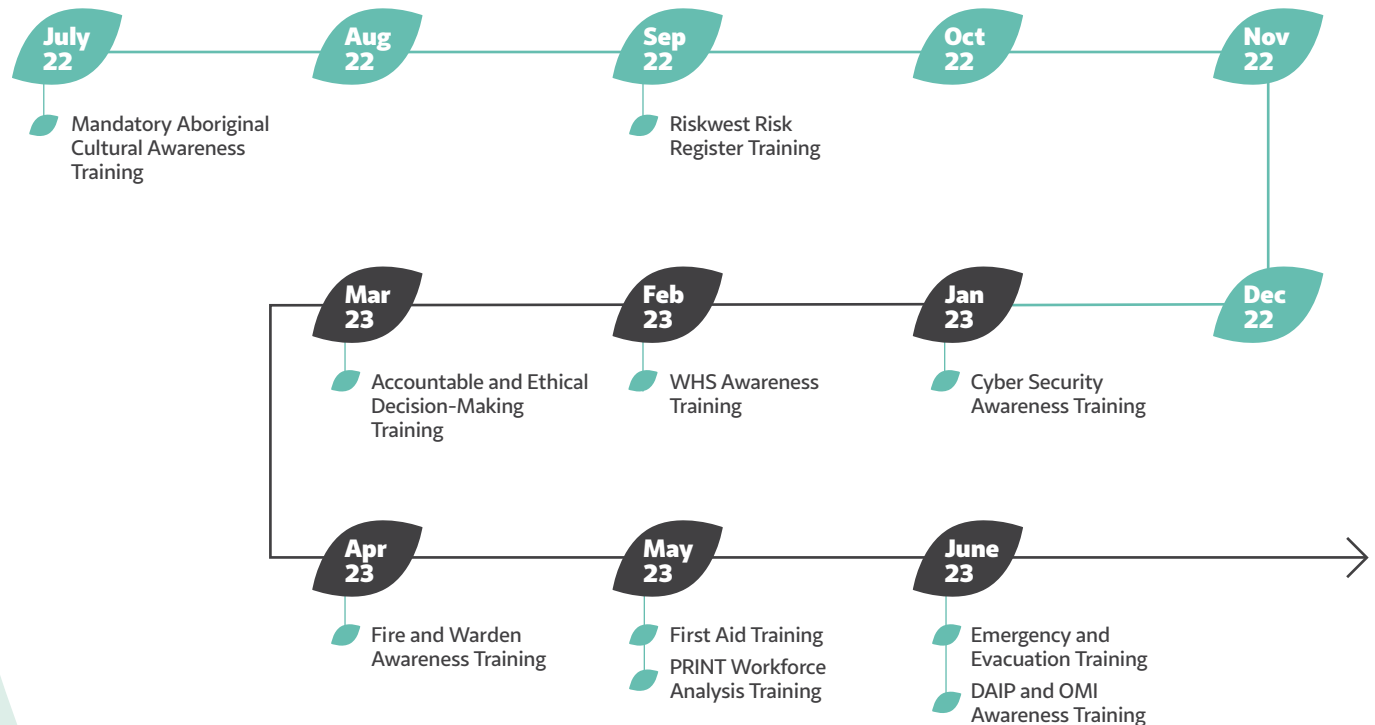 July
22
Aug
22
Sep
22
Oct
22
Nov
22
Mandatory Aboriginal
Cultural Awareness
Training
Riskwest Risk
Register Training
Dec
22
Jan
23
Feb
23
Mar
23
Cyber Security
Awareness Training
WHS Awareness
Training
Accountable and Ethical
Decision-Making
Training
Apr
23
May
23
June
23
Fire and Warden
Awareness Training
First Aid Training
PRINT Workforce
Analysis Training
Emergency and
Evacuation Training
DAIP and OMI
Awareness Training